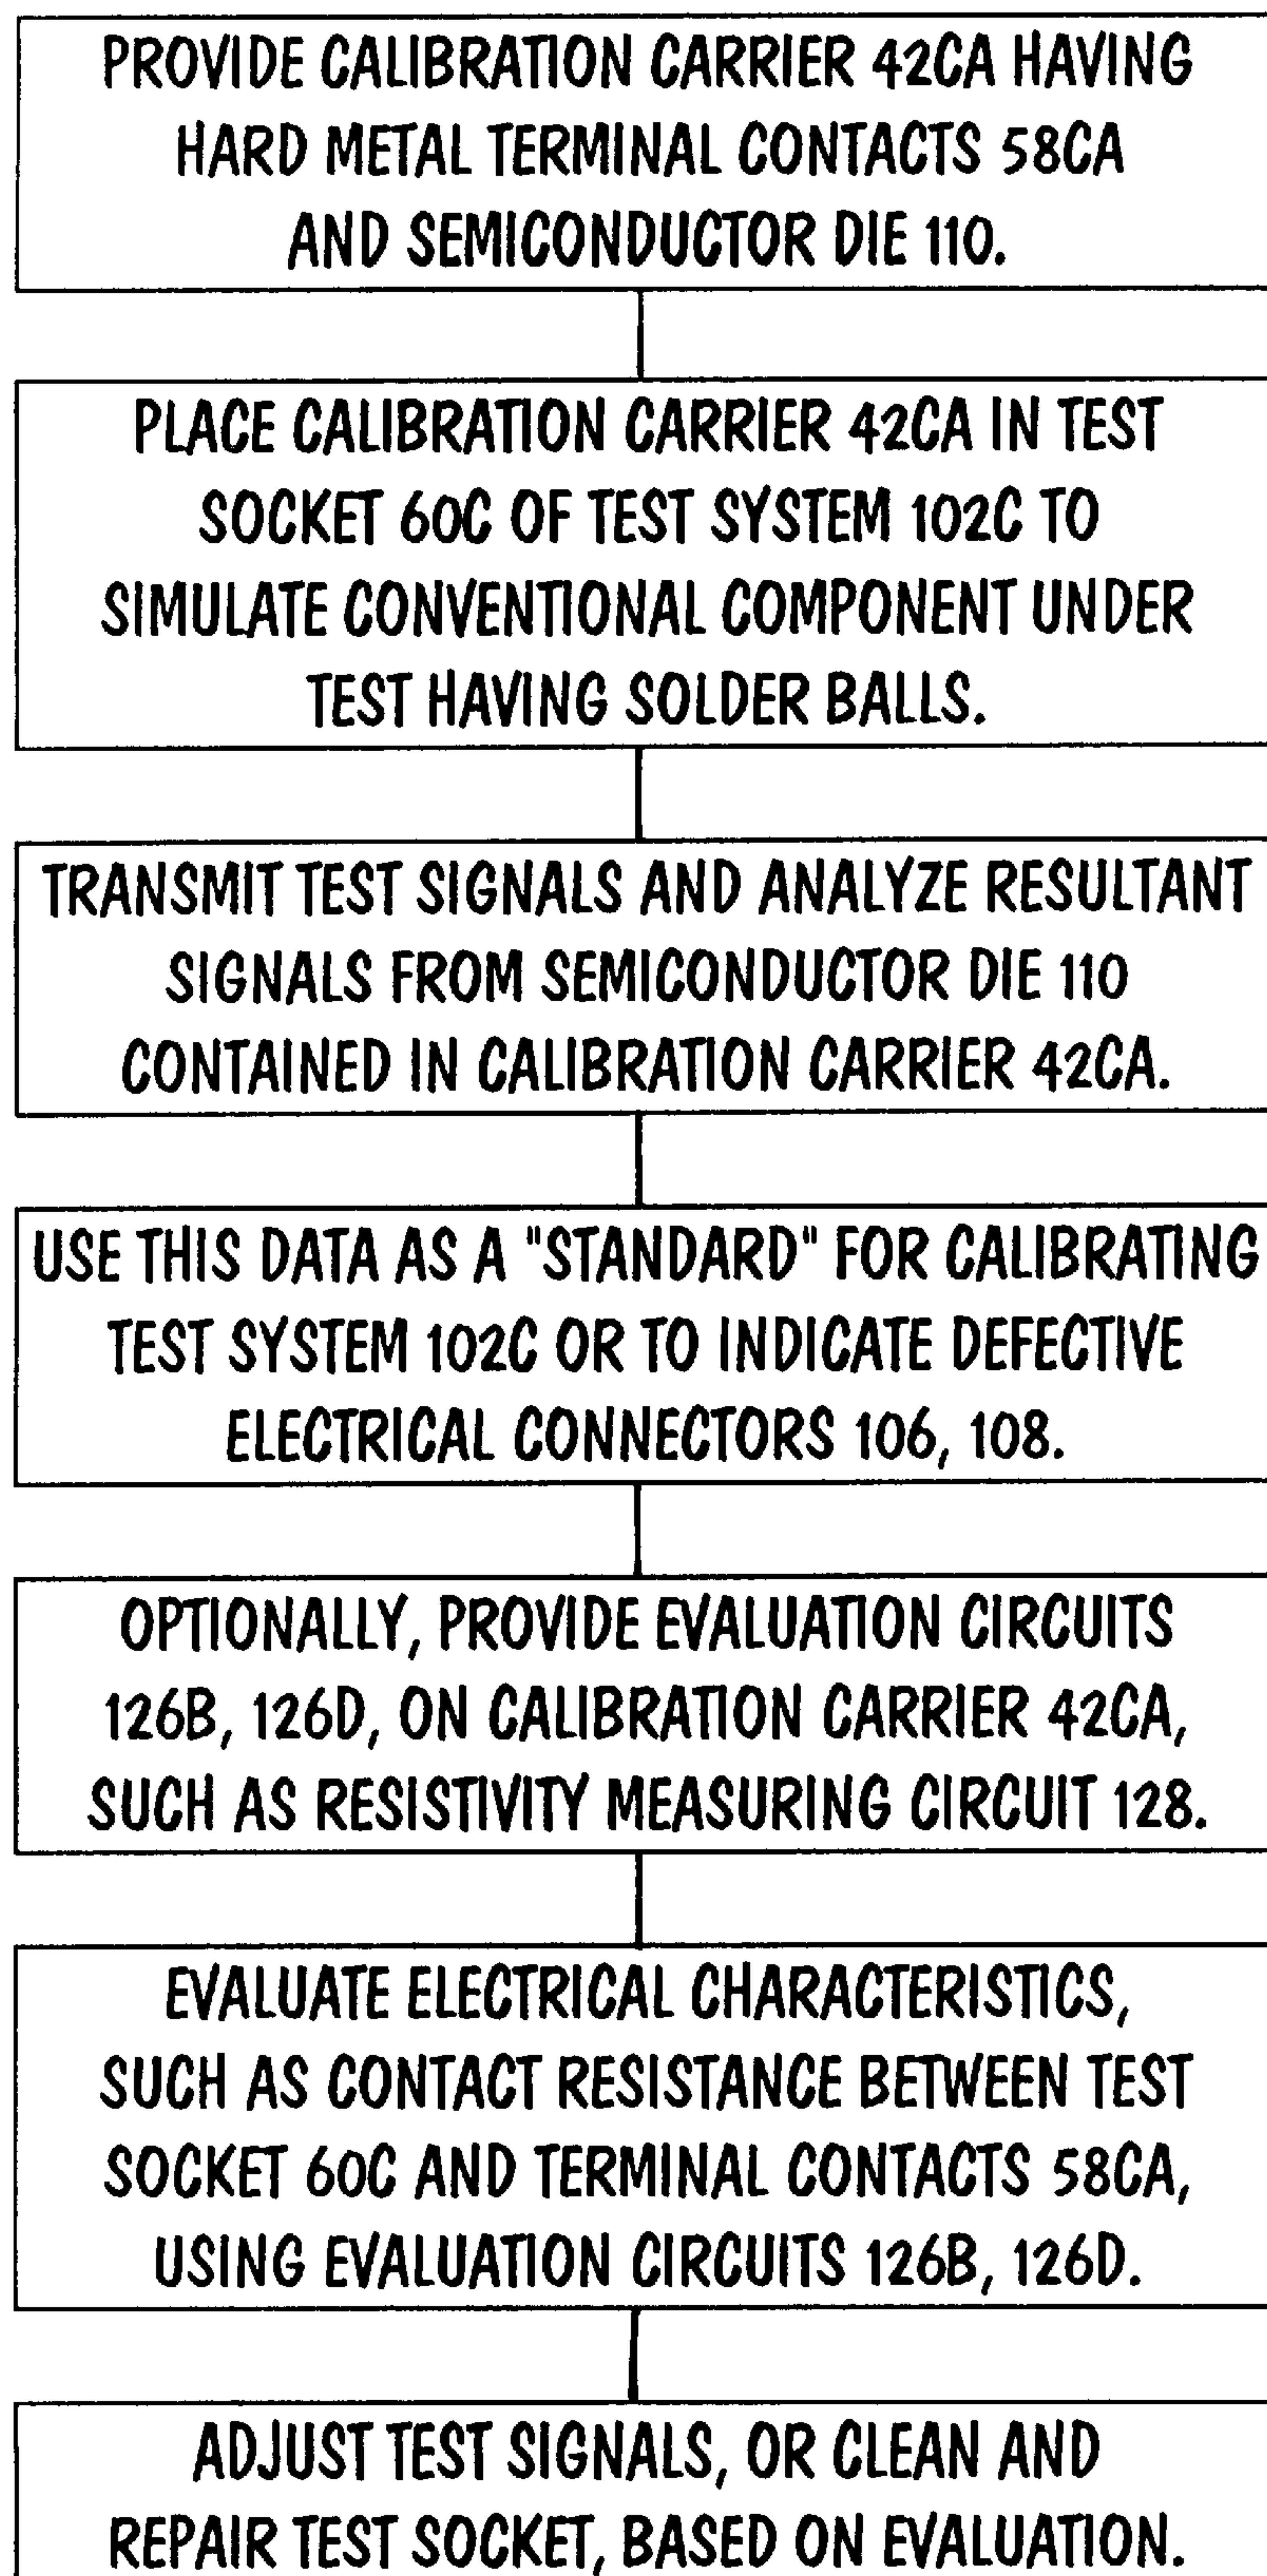 PROVIDE CALIBRATION CARRIER 42CA HAVING
HARD METAL TERMINAL CONTACTS 58CA
AND SEMICONDUCTOR DIE 110.
PLACE CALIBRATION CARRIER 42CA IN TEST
SOCKET 60C OF TEST SYSTEM 102C TO
SIMULATE CONVENTIONAL COMPONENT UNDER
TEST HAVING SOLDER BALLS.
TRANSMIT TEST SIGNALS AND ANALYZE RESULTANT
SIGNALS FROM SEMICONDUCTOR DIE 110
CONTAINED IN CALIBRATION CARRIER 42CA.
USE THIS DATA AS A "STANDARD" FOR CALIBRATING
TEST SYSTEM 102C OR TO INDICATE DEFECTIVE
ELECTRICAL CONNECTORS 106, 108.
OPTIONALLY, PROVIDE EVALUATION CIRCUITS
126B, 126D, ON CALIBRATION CARRIER 42CA,
SUCH AS RESISTIVITY MEASURING CIRCUIT 128.
EVALUATE ELECTRICAL CHARACTERISTICS,
SUCH AS CONTACT RESISTANCE BETWEEN TEST
SOCKET 60C AND TERMINAL CONTACTS 58CA,
USING EVALUATION CIRCUITS 126B, 126D.
ADJUST TEST SIGNALS, OR CLEAN AND
REPAIR TEST SOCKET, BASED ON EVALUATION.